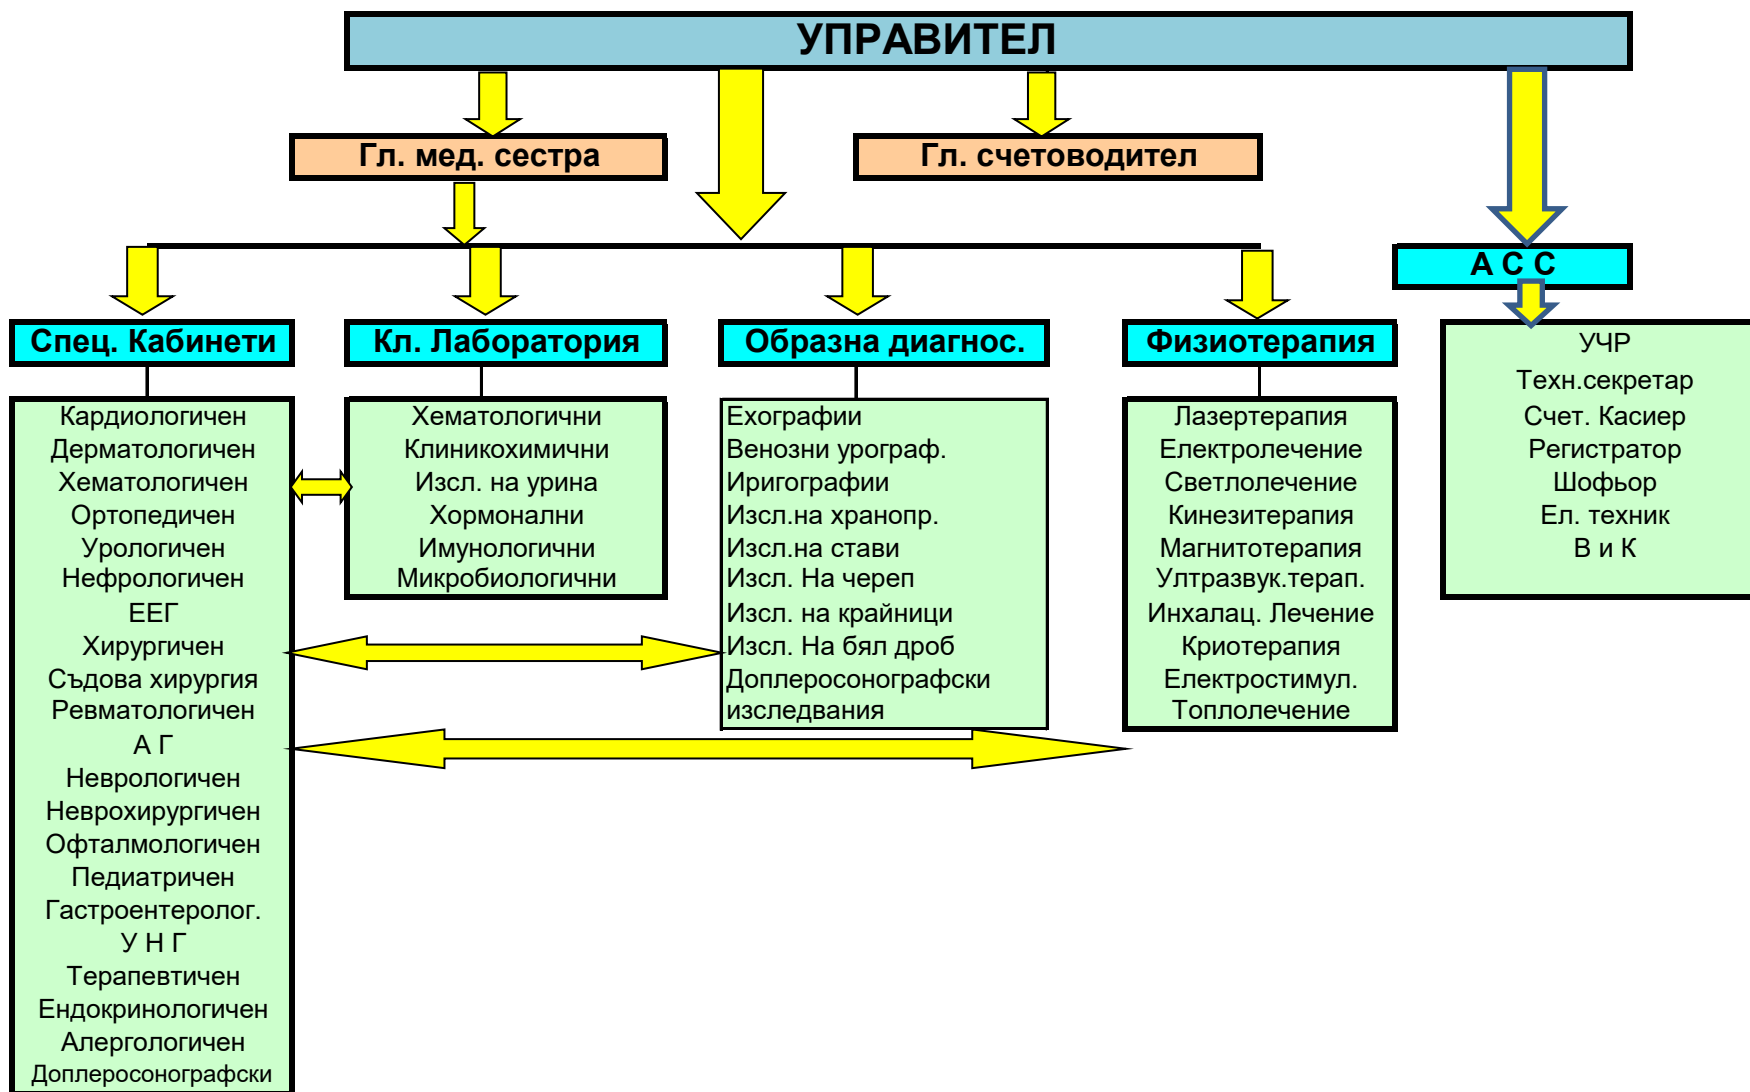 УПРАВИТЕЛ
Гл. мед. сестра
Гл. счетоводител
А С С
Спец. Кабинети
Кардиологичен
Дерматологичен
Хематологичен
Ортопедичен
Урологичен
Нефрологичен
ЕЕГ
Хирургичен
Съдова хирургия
Ревматологичен
А Г
Неврологичен
Неврохирургичен
Офталмологичен
Педиатричен
Гастроентеролог.
У Н Г
Терапевтичен
Ендокринологичен
Алергологичен
Доплеросонографски
Кл. Лаборатория
Хематологични
Клиникохимични
Изсл. на урина
Хормонални
Имунологични
Микробиологични
Образна диагнос.
Ехографии
Венозни урограф.
Иригографии
Изсл.на хранопр.
Изсл.на стави
Изсл. На череп
Изсл. на крайници
Изсл. На бял дроб
Доплеросонографски
изследвания
Физиотерапия
Лазертерапия
Електролечение
Светлолечение
Кинезитерапия
Магнитотерапия
Ултразвук.терап.
Инхалац. Лечение
Криотерапия
Електростимул.
Топлолечение
УЧР
Техн.секретар
Счет. Касиер
Регистратор
Шофьор
Ел. техник
В и К